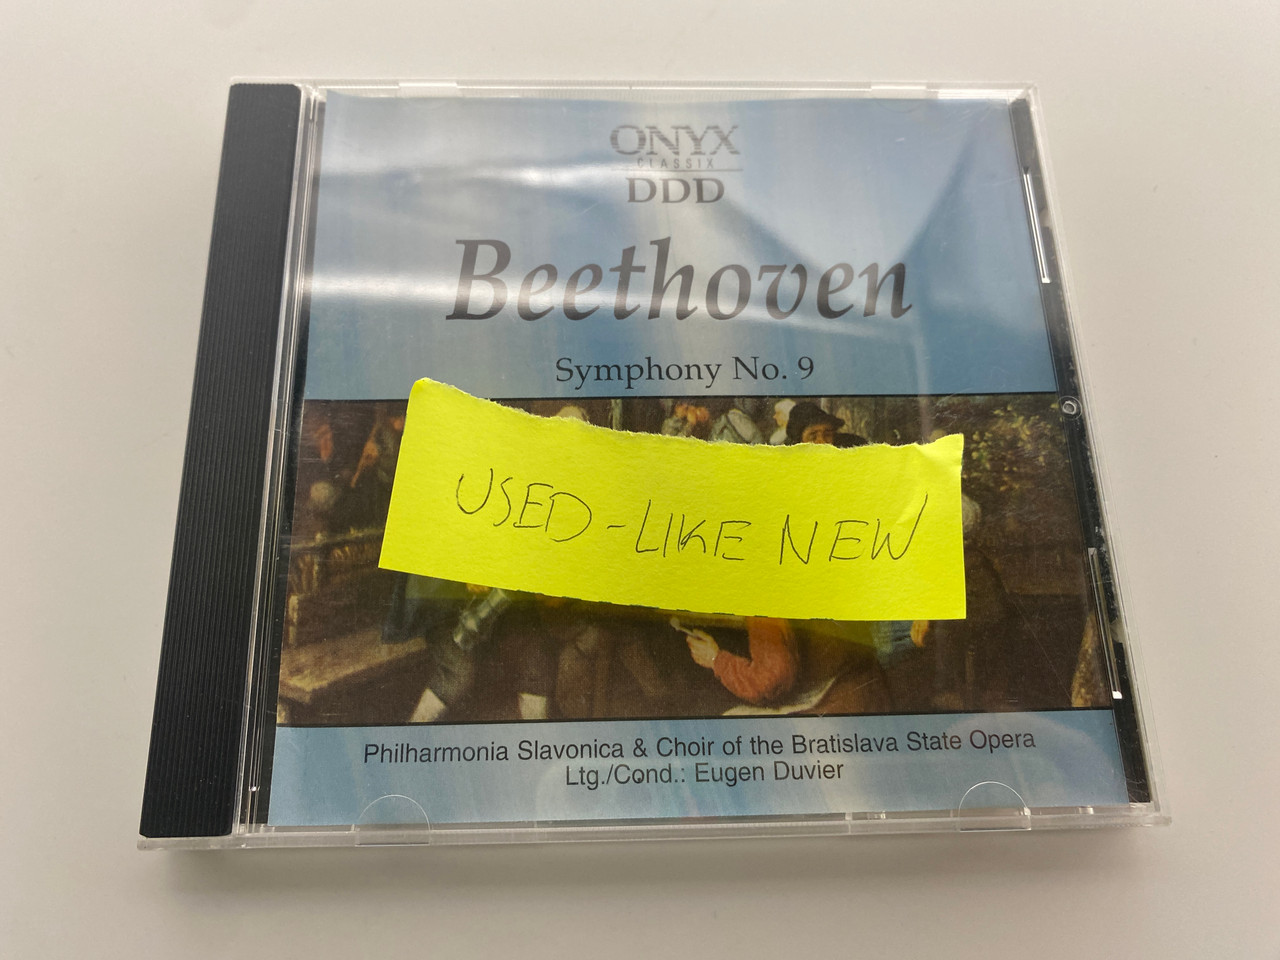 ONYX
CLASSIX
DDD
Beethoven
Symphony No. 9
USED-LIKE NEW
Philharmonia Slavonica & Choir of the Bratislava State Opera
Ltg./Cond.: Eugen Duvier